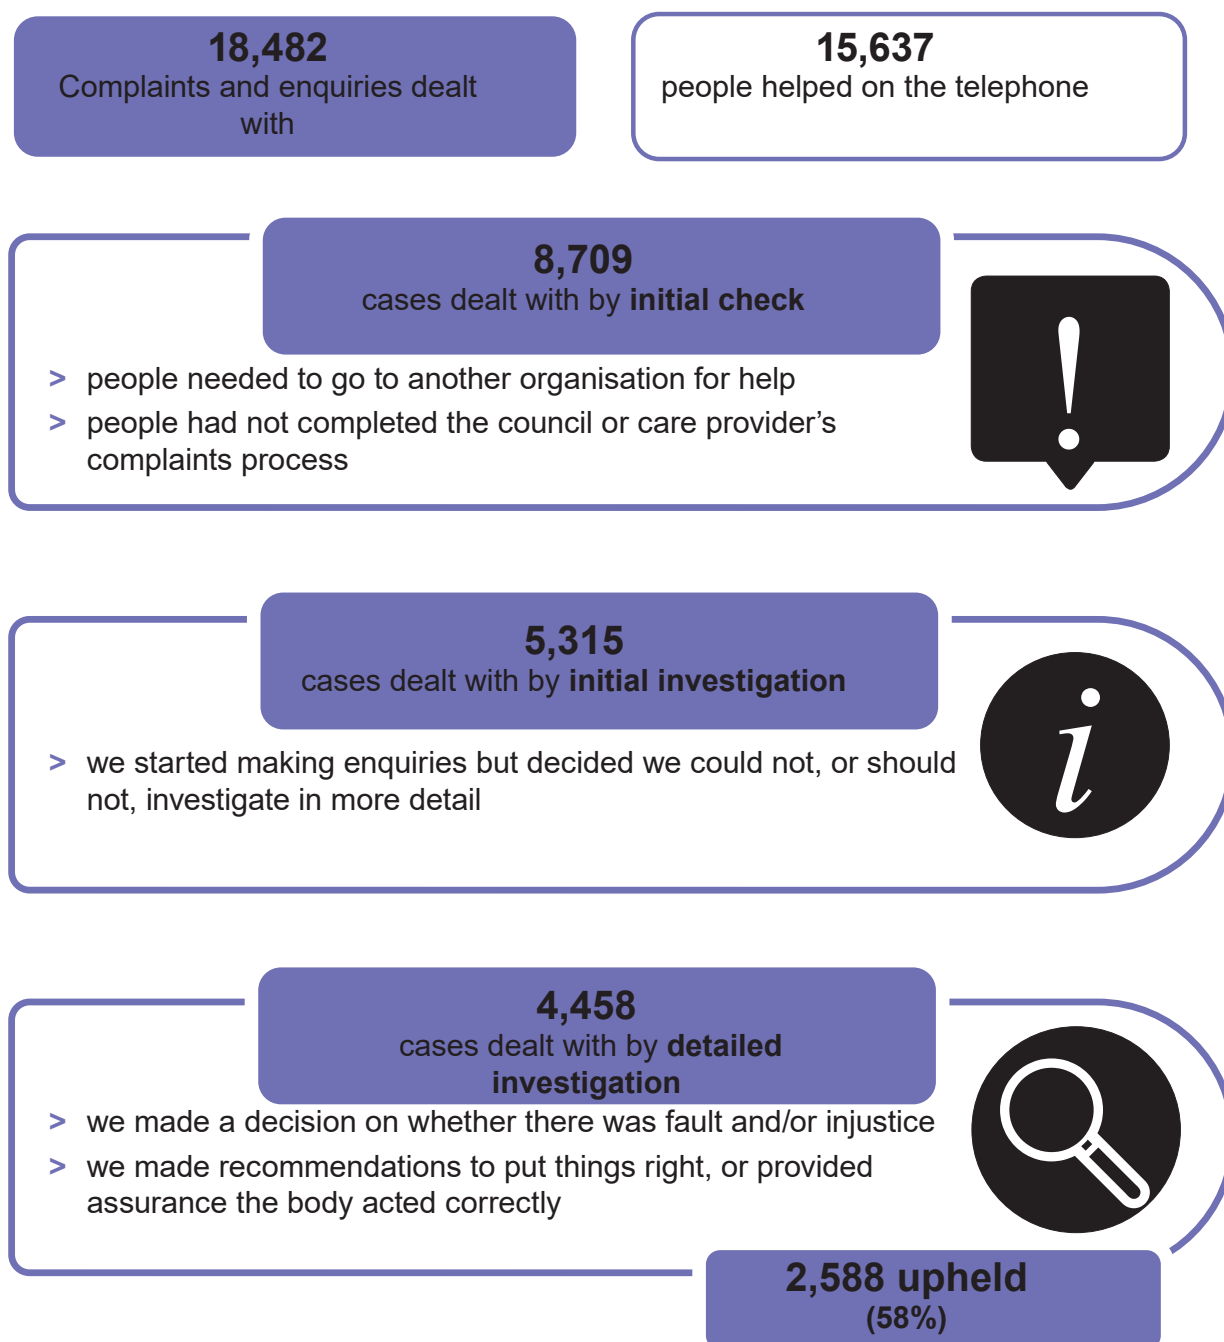 18,482
Complaints and enquiries dealt
with
15,637
people helped on the telephone
8,709
cases dealt with by initial check
!
> people needed to go to another organisation for help
> people had not completed the council or care provider’s
complaints process
5,315
cases dealt with by initial investigation
i
> we started making enquiries but decided we could not, or should
not, investigate in more detail
4,458
cases dealt with by detailed
investigation
> we made a decision on whether there was fault and/or injustice
> we made recommendations to put things right, or provided
assurance the body acted correctly
2,588 upheld
(58%)